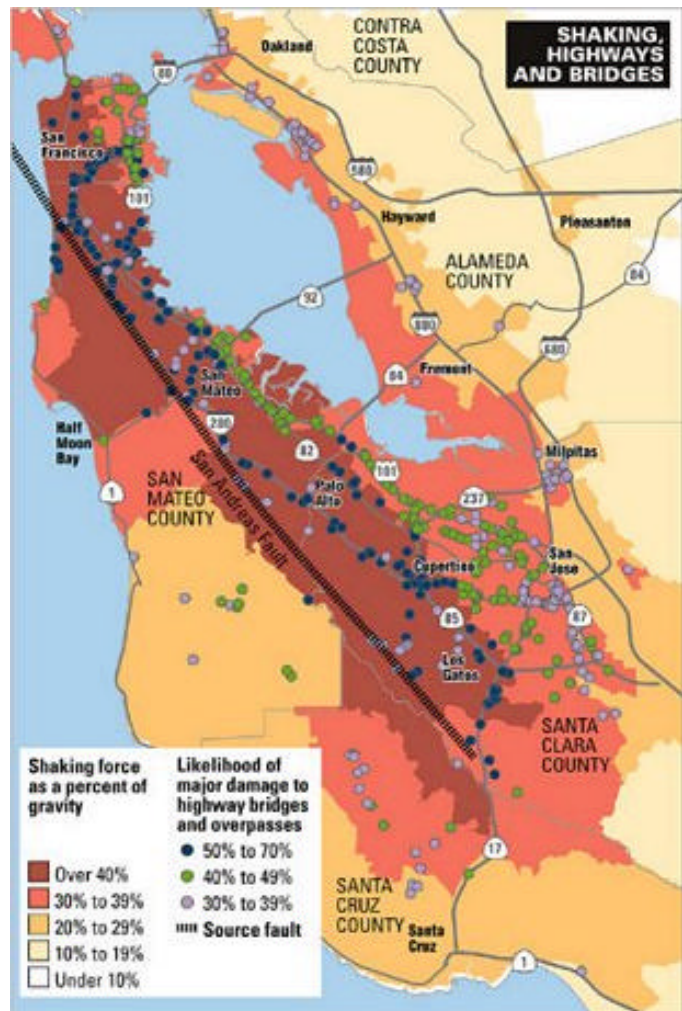 SHAKING,
HIGHWAYS
AND BRIDGES
CONTRA
COSTA
COUNTY
Oakland
80
San
Francisco
101
580
Hayward
Pleasanton
ALAMEDA
COUNTY
84
92
880
680
84
Fremont
San
Mateo
Half
Moon
Bay
280
82
101
Milpitas
1
SAN
MATEO
COUNTY
San Andreas Fault
Palo
Alto
237
Cupertino
San
Jose
85
87
Los
Gatos
SANTA
CLARA
COUNTY
17
SANTA
CRUZ
COUNTY
Santa
Cruz
1
Shaking force
as a percent of
gravity
Over 40%
30% to 39%
20% to 29%
10% to 19%
Under 10%
Likelihood of
major damage to
highway bridges
and overpasses
50% to 70%
40% to 49%
30% to 39%
Source fault